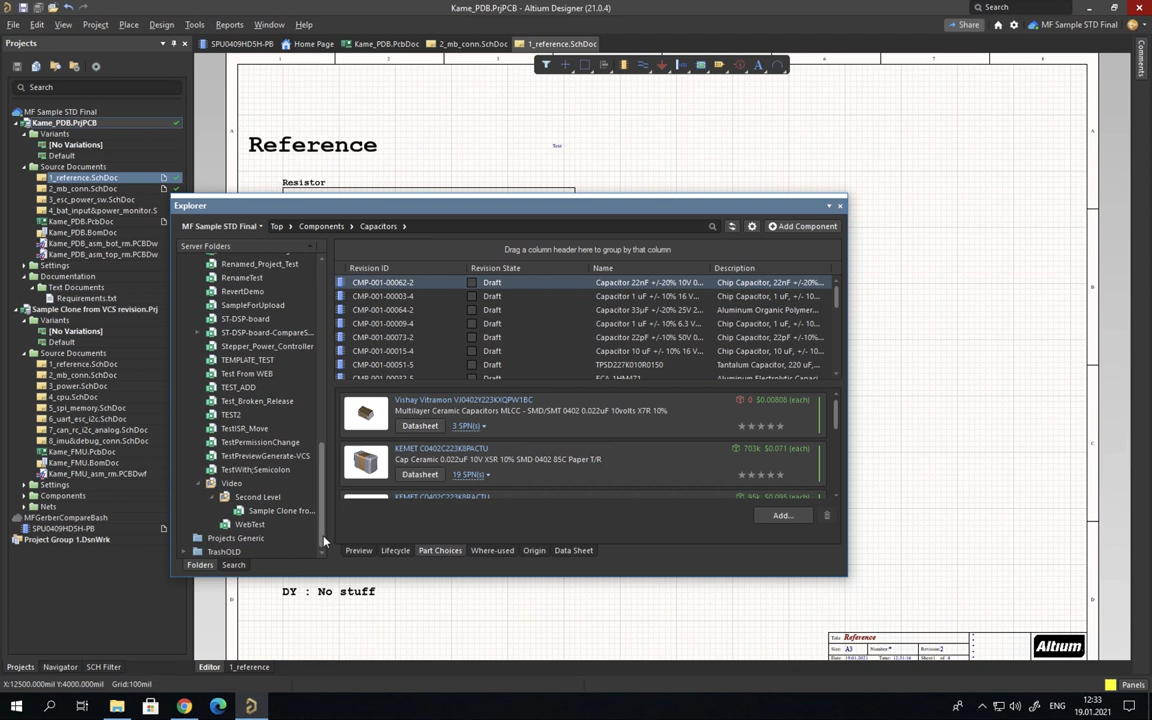 Kame_PDB.PrjPCB - Altium Designer (21.0.4)
Search
File Edit View Project Place Design Tools Reports Window Help
Share
MF Sample STD Final
Projects
SPU0409HD5H-PB Home Page Kame_PDB.PcbDoc 2_mb_conn.SchDoc 1_reference.SchDoc
Comments
Search
MF Sample STD Final
Kame_PDB.PrjPCB
Variants
[No Variations]
Default
Source Documents
1_reference.SchDoc
2_mb_conn.SchDoc
3_esc_power_sw.SchDoc
4_bat_input&power_monitor.S
Kame_PDB.PcbDoc
Kame_PDB.BomDoc
Kame_PDB_asm_bot_rm.PCBDw
Kame_PDB_asm_top_rm.PCBDw
Settings
Documentation
Text Documents
Requirements.txt
Sample Clone from VCS revision.Prj
Variants
[No Variations]
Default
Source Documents
1_reference.SchDoc
2_mb_conn.SchDoc
3_power.SchDoc
4_cpu.SchDoc
5_spi_memory.SchDoc
6_uart_esc_i2c.SchDoc
7_can_rc_i2c_analog.SchDoc
8_imu&debug_conn.SchDoc
Kame_FMU.PcbDoc
Kame_FMU.BomDoc
Kame_FMU_asm_rm.PCBDwf
Settings
Components
Nets
MFGerberCompareBash
SPU0409HD5H-PB
Project Group 1.DsnWrk
1 2 3 6 7 8
A
Reference
Test
Resistor
A
Explorer
MF Sample STD Final Top Components Capacitors
Add Component
Server Folders
Renamed_Project_Test
RenameTest
RevertDemo
SampleForUpload
ST-DSP-board
ST-DSP-board-CompareS...
Stepper_Power_Controller
TEMPLATE_TEST
Test From WEB
TEST_ADD
Test_Broken_Release
TEST2
TestISR_Move
TestPermissionChange
TestPreviewGenerate-VCS
TestWith;Semicolon
Video
Second Level
Sample Clone fro...
WebTest
Projects Generic
TrashOLD
Folders Search
Drag a column header here to group by that column
Revision ID Revision State Name Description
CMP-001-00062-2 Draft Capacitor 22nF +/-20% 10V 0... Chip Capacitor, 22nF +/-20%...
CMP-001-00003-4 Draft Capacitor 1 uF +/-10% 16 V... Chip Capacitor, 1 uF, +/-10%...
CMP-001-00064-2 Draft Capacitor 33µF +/-20% 25V 2... Aluminum Organic Polymer...
CMP-001-00009-4 Draft Capacitor 1 uF +/-10% 6.3 V... Chip Capacitor, 1 uF, +/-10%...
CMP-001-00073-2 Draft Capacitor 22pF +/-10% 50V 0... Chip Capacitor, 22pF +/-10%...
CMP-001-00015-4 Draft Capacitor 10 uF +/-10% 16 V... Chip Capacitor, 10 uF, +/-10...
CMP-001-00051-5 Draft TPSD227K010R0150 Tantalum Capacitor, 220 uF,...
Vishay Vitramon VJ0402Y223KXQPW1BC 0 $0.00808 (each)
Multilayer Ceramic Capacitors MLCC - SMD/SMT 0402 0.022uF 10volts X7R 10%
Datasheet 3 SPN(s)
KEMET C0402C223K8PACTU 703k $0.071 (each)
Cap Ceramic 0.022uF 10V X5R 10% SMD 0402 85C Paper T/R
Datasheet 19 SPN(s)
Add...
Preview Lifecycle Part Choices Where-used Origin Data Sheet
DY : No stuff
D
D
Title Reference
Size: A3 Number:* Revision:2
Altium
Projects Navigator SCH Filter
Editor 1_reference
X:12500.000mil Y:4000.000mil Grid:100mil
Panels
ENG
12:33
19.01.2021